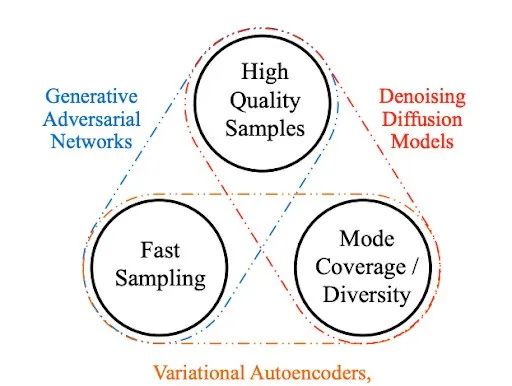 High
Quality
Samples
Generative
Adversarial
Networks
Denoising
Diffusion
Models
Fast
Sampling
Mode
Coverage /
Diversity
Variational Autoencoders,